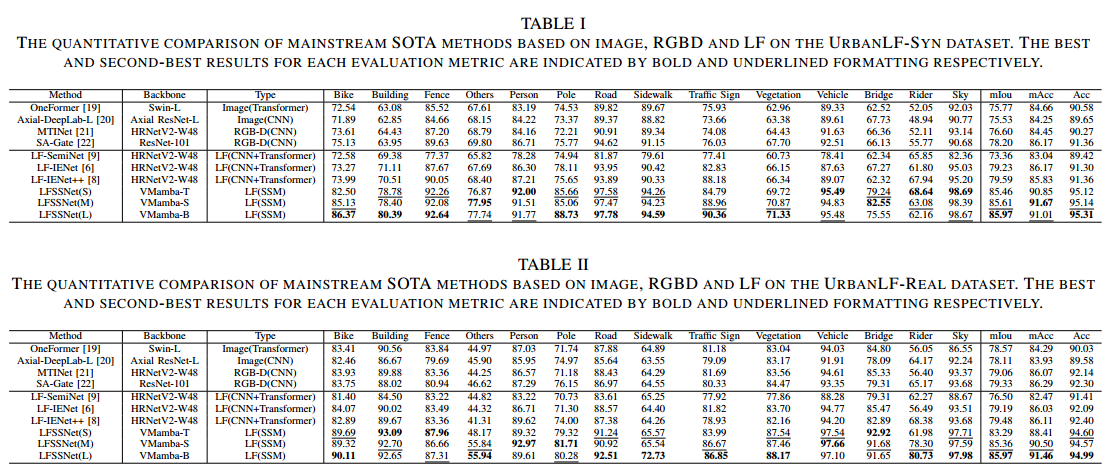 TABLE I
THE QUANTITATIVE COMPARISON OF MAINSTREAM SOTA METHODS BASED ON IMAGE, RGBD AND LF ON THE URBANLF-SYN DATASET. THE BEST
AND SECOND-BEST RESULTS FOR EACH EVALUATION METRIC ARE INDICATED BY BOLD AND UNDERLINED FORMATTING RESPECTIVELY.
Method Backbone Type Bike Building Fence Others Person Pole Road Sidewalk Traffic Sign Vegetation Vehicle Bridge Rider Sky mIou mAcc Acc
OneFormer [19] Swin-L Image(Transformer) 72.54 63.08 85.52 67.61 83.19 74.53 89.82 89.67 75.93 62.96 89.33 62.52 52.05 92.03 75.77 84.66 90.58
Axial-DeepLab-L [20] Axial ResNet-L Image(CNN) 71.89 62.85 84.66 68.15 84.22 73.37 89.37 88.82 73.66 63.38 89.61 67.73 48.94 90.77 75.53 84.25 89.65
MTINet [21] HRNetV2-W48 RGB-D(CNN) 73.61 64.43 87.20 68.79 84.16 72.21 90.91 89.34 74.08 64.43 91.63 66.36 52.11 93.14 76.60 84.45 90.27
SA-Gate [22] ResNet-101 RGB-D(CNN) 75.13 63.95 89.63 69.80 86.71 75.77 94.62 91.15 76.03 67.70 92.51 66.13 55.77 90.68 78.20 86.17 91.36
LF-SemiNet [9] HRNetV2-W48 LF(CNN+Transformer) 72.58 69.38 77.37 65.82 78.28 74.94 81.87 79.61 77.41 60.73 78.41 62.34 65.85 82.36 73.36 83.04 89.42
LF-IENet [6] HRNetV2-W48 LF(CNN+Transformer) 73.27 71.11 87.67 67.69 86.30 78.11 93.95 90.42 82.83 66.15 87.63 67.27 61.80 95.03 79.23 86.17 91.30
LF-IENet++ [8] HRNetV2-W48 LF(CNN+Transformer) 73.99 70.51 90.05 68.40 87.21 75.65 93.89 90.33 88.18 66.34 89.07 62.32 67.94 95.20 79.59 85.83 91.36
LFSSNet(S) VMamba-T LF(SSM) 82.50 78.78 92.26 76.87 92.00 85.66 97.58 94.26 84.79 69.72 95.49 79.24 68.64 98.69 85.46 90.85 95.12
LFSSNet(M) VMamba-S LF(SSM) 85.13 78.40 92.08 77.95 91.51 85.06 97.47 94.23 88.96 70.87 94.83 82.55 63.08 98.39 85.61 91.67 95.14
LFSSNet(L) VMamba-B LF(SSM) 86.37 80.39 92.64 77.74 91.77 88.73 97.78 94.59 90.36 71.33 95.48 75.55 62.16 98.67 85.97 91.01 95.31
TABLE II
THE QUANTITATIVE COMPARISON OF MAINSTREAM SOTA METHODS BASED ON IMAGE, RGBD AND LF ON THE URBANLF-REAL DATASET. THE BEST
AND SECOND-BEST RESULTS FOR EACH EVALUATION METRIC ARE INDICATED BY BOLD AND UNDERLINED FORMATTING RESPECTIVELY.
Method Backbone Type Bike Building Fence Others Person Pole Road Sidewalk Traffic Sign Vegetation Vehicle Bridge Rider Sky mIou mAcc Acc
OneFormer [19] Swin-L Image(Transformer) 83.41 90.56 83.84 44.97 87.03 71.74 87.88 64.89 81.18 83.04 94.03 84.80 56.05 86.55 78.57 84.29 90.03
Axial-DeepLab-L [20] Axial ResNet-L Image(CNN) 82.46 86.67 79.69 45.90 85.95 74.97 85.64 63.55 79.09 83.17 91.91 78.09 64.17 92.24 78.11 83.93 89.58
MTINet [21] HRNetV2-W48 RGB-D(CNN) 83.93 89.88 83.36 44.25 86.57 71.18 88.43 64.29 81.69 83.56 94.61 85.33 56.40 93.37 79.06 86.07 92.14
SA-Gate [22] ResNet-101 RGB-D(CNN) 83.75 88.02 80.94 46.62 87.29 76.15 86.97 64.55 80.33 84.47 93.35 79.31 65.17 93.68 79.33 86.29 92.30
LF-SemiNet [9] HRNetV2-W48 LF(CNN+Transformer) 81.40 84.50 83.22 44.82 83.22 70.73 83.61 65.25 77.92 77.86 88.28 79.31 62.27 88.67 76.50 82.47 91.41
LF-IENet [6] HRNetV2-W48 LF(CNN+Transformer) 84.07 90.02 83.49 44.32 86.71 71.30 88.57 64.40 81.82 83.70 94.77 85.47 56.49 93.51 79.19 86.03 92.09
LF-IENet++ [8] HRNetV2-W48 LF(CNN+Transformer) 82.89 89.67 83.36 41.31 89.62 74.00 87.38 64.26 78.93 82.16 94.20 82.89 68.38 93.68 79.48 86.11 92.40
LFSSNet(S) VMamba-T LF(SSM) 89.69 93.09 87.96 48.17 89.32 79.32 91.24 65.57 83.99 87.54 97.54 92.92 61.98 97.71 83.29 88.41 94.60
LFSSNet(M) VMamba-S LF(SSM) 89.32 92.70 86.66 55.84 92.97 81.71 90.92 65.54 86.67 87.46 97.66 91.68 78.30 97.59 85.36 90.50 94.57
LFSSNet(L) VMamba-B LF(SSM) 90.11 92.65 87.31 55.94 89.61 80.28 92.51 72.73 86.85 88.17 97.10 91.65 80.73 97.98 85.97 91.46 94.99